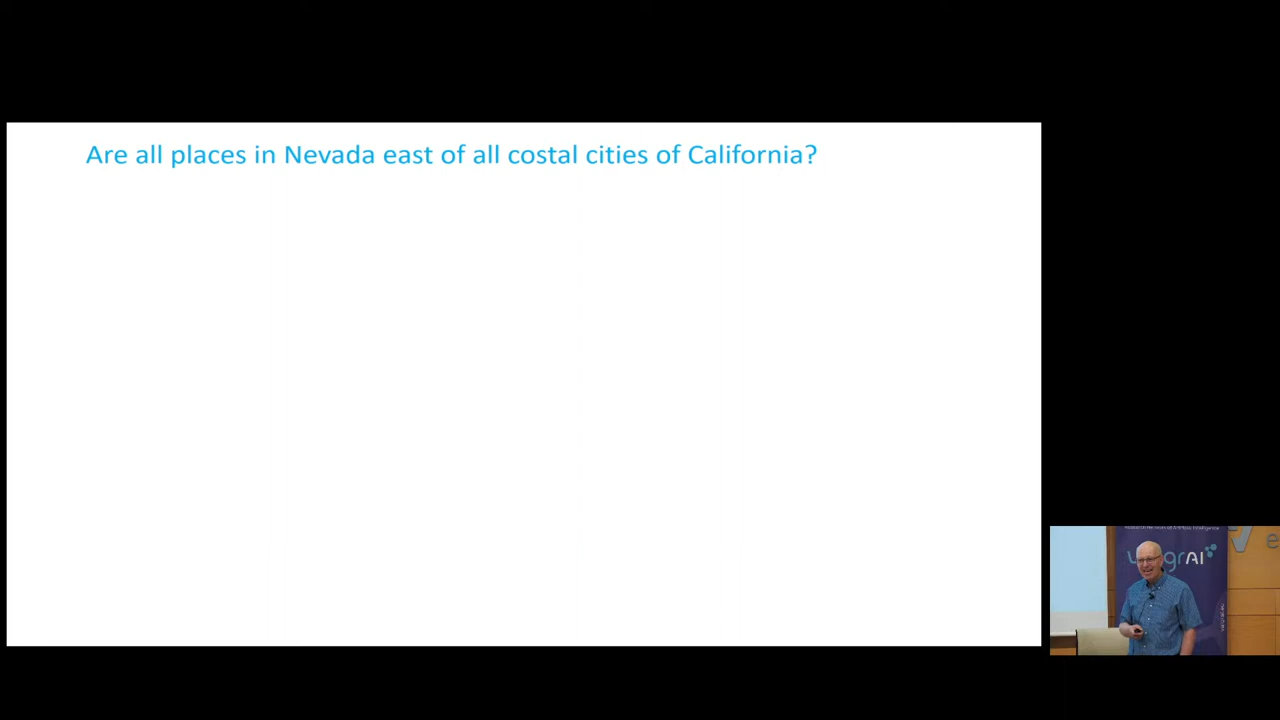 Are all places in Nevada east of all costal cities of California?